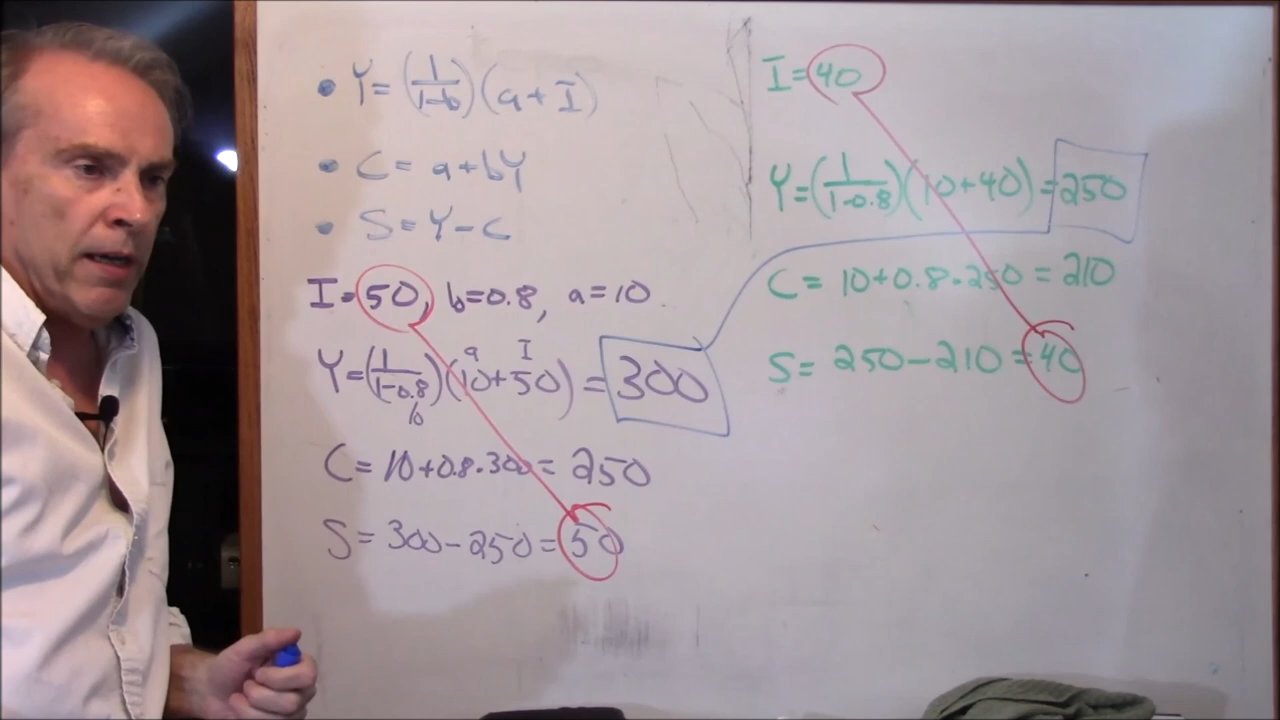 • Y = (1/1-b)(a + Ī)
• C = a+bY
• S = Y - C
I = 50, b=0.8, a=10
a I
Y=(1/1-0.8)(10+50) = 300
b
C = 10+0.8·300 = 250
S = 300-250 = 50
Ī = 40
Y=(1/1-0.8)(10+40) = 250
C = 10+0.8·250 = 210
S = 250-210 = 40